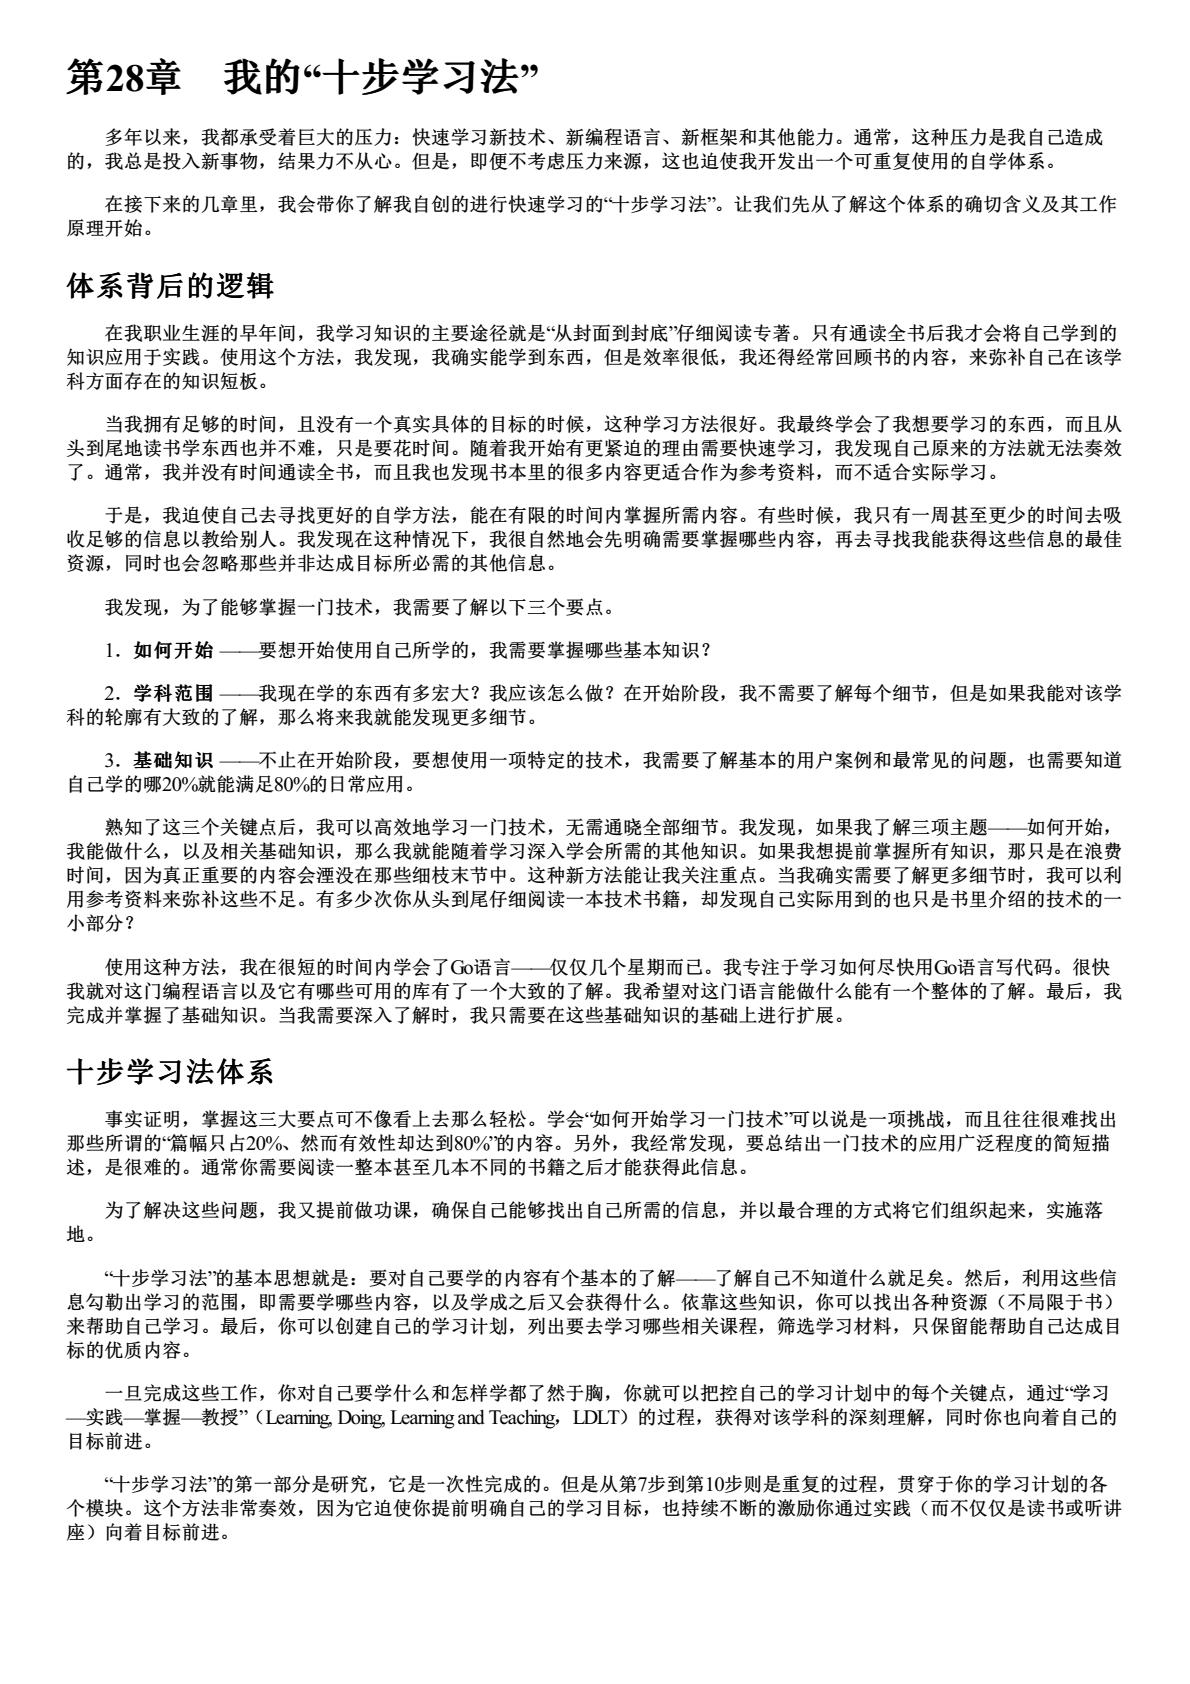 第28章　我的“十步学习法”
多年以来，我都承受着巨大的压力：快速学习新技术、新编程语言、新框架和其他能力。通常，这种压力是我自己造成
的，我总是投入新事物，结果力不从心。但是，即便不考虑压力来源，这也迫使我开发出一个可重复使用的自学体系。
在接下来的几章里，我会带你了解我自创的进行快速学习的“十步学习法”。让我们先从了解这个体系的确切含义及其工作
原理开始。
体系背后的逻辑
在我职业生涯的早年间，我学习知识的主要途径就是“从封面到封底”仔细阅读专著。只有通读全书后我才会将自己学到的
知识应用于实践。使用这个方法，我发现，我确实能学到东西，但是效率很低，我还得经常回顾书的内容，来弥补自己在该学
科方面存在的知识短板。
当我拥有足够的时间，且没有一个真实具体的目标的时候，这种学习方法很好。我最终学会了我想要学习的东西，而且从
头到尾地读书学东西也并不难，只是要花时间。随着我开始有更紧迫的理由需要快速学习，我发现自己原来的方法就无法奏效
了。通常，我并没有时间通读全书，而且我也发现书本里的很多内容更适合作为参考资料，而不适合实际学习。
于是，我迫使自己去寻找更好的自学方法，能在有限的时间内掌握所需内容。有些时候，我只有一周甚至更少的时间去吸
收足够的信息以教给别人。我发现在这种情况下，我很自然地会先明确需要掌握哪些内容，再去寻找我能获得这些信息的最佳
资源，同时也会忽略那些并非达成目标所必需的其他信息。
我发现，为了能够掌握一门技术，我需要了解以下三个要点。
1．如何开始 ——要想开始使用自己所学的，我需要掌握哪些基本知识？
2．学科范围 ——我现在学的东西有多宏大？我应该怎么做？在开始阶段，我不需要了解每个细节，但是如果我能对该学
科的轮廓有大致的了解，那么将来我就能发现更多细节。
3．基础知识 ——不止在开始阶段，要想使用一项特定的技术，我需要了解基本的用户案例和最常见的问题，也需要知道
自己学的哪20%就能满足80%的日常应用。
熟知了这三个关键点后，我可以高效地学习一门技术，无需通晓全部细节。我发现，如果我了解三项主题——如何开始，
我能做什么，以及相关基础知识，那么我就能随着学习深入学会所需的其他知识。如果我想提前掌握所有知识，那只是在浪费
时间，因为真正重要的内容会湮没在那些细枝末节中。这种新方法能让我关注重点。当我确实需要了解更多细节时，我可以利
用参考资料来弥补这些不足。有多少次你从头到尾仔细阅读一本技术书籍，却发现自己实际用到的也只是书里介绍的技术的一
小部分？
使用这种方法，我在很短的时间内学会了Go语言——仅仅几个星期而已。我专注于学习如何尽快用Go语言写代码。很快
我就对这门编程语言以及它有哪些可用的库有了一个大致的了解。我希望对这门语言能做什么能有一个整体的了解。最后，我
完成并掌握了基础知识。当我需要深入了解时，我只需要在这些基础知识的基础上进行扩展。
十步学习法体系
事实证明，掌握这三大要点可不像看上去那么轻松。学会“如何开始学习一门技术”可以说是一项挑战，而且往往很难找出
那些所谓的“篇幅只占20%、然而有效性却达到80%”的内容。另外，我经常发现，要总结出一门技术的应用广泛程度的简短描
述，是很难的。通常你需要阅读一整本甚至几本不同的书籍之后才能获得此信息。
为了解决这些问题，我又提前做功课，确保自己能够找出自己所需的信息，并以最合理的方式将它们组织起来，实施落
地。
“十步学习法”的基本思想就是：要对自己要学的内容有个基本的了解——了解自己不知道什么就足矣。然后，利用这些信
息勾勒出学习的范围，即需要学哪些内容，以及学成之后又会获得什么。依靠这些知识，你可以找出各种资源（不局限于书）
来帮助自己学习。最后，你可以创建自己的学习计划，列出要去学习哪些相关课程，筛选学习材料，只保留能帮助自己达成目
标的优质内容。
一旦完成这些工作，你对自己要学什么和怎样学都了然于胸，你就可以把控自己的学习计划中的每个关键点，通过“学习
—实践—掌握—教授”（Learning, Doing, Learning and Teaching，LDLT）的过程，获得对该学科的深刻理解，同时你也向着自己的
目标前进。
“十步学习法”的第一部分是研究，它是一次性完成的。但是从第7步到第10步则是重复的过程，贯穿于你的学习计划的各
个模块。这个方法非常奏效，因为它迫使你提前明确自己的学习目标，也持续不断的激励你通过实践（而不仅仅是读书或听讲
座）向着目标前进。